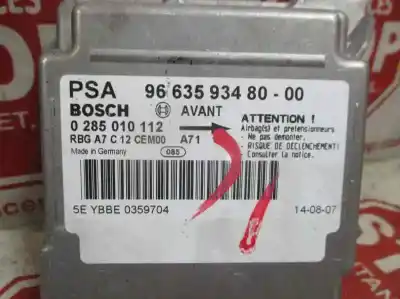 PSA 96 635 934 80 - 00
BOSCH AVANT
0 285 010 112
RBG A7 C 12 CEM00 A71
Made in Germany 085
ATTENTION !
Airbag(s) et pretensionneurs
- Ne pas demonter.
- RISQUE DE DECLENCHEMENT!
Consulter la notice.
5E YBBE 0359704 14-08-07